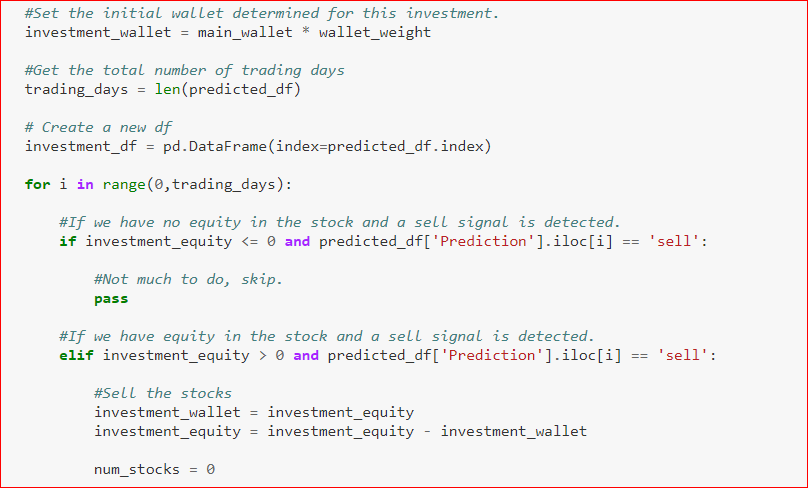 #Set the initial wallet determined for this investment.
investment_wallet = main_wallet * wallet_weight
#Get the total number of trading days
trading_days = len(predicted_df)
# Create a new df
investment_df = pd.DataFrame(index=predicted_df.index)
for i in range(0,trading_days):
#If we have no equity in the stock and a sell signal is detected.
if investment_equity <= 0 and predicted_df['Prediction'].iloc[i] == 'sell':
#Not much to do, skip.
pass
#If we have equity in the stock and a sell signal is detected.
elif investment_equity > 0 and predicted_df['Prediction'].iloc[i] == 'sell':
#Sell the stocks
investment_wallet = investment_equity
investment_equity = investment_equity - investment_wallet
num_stocks = 0